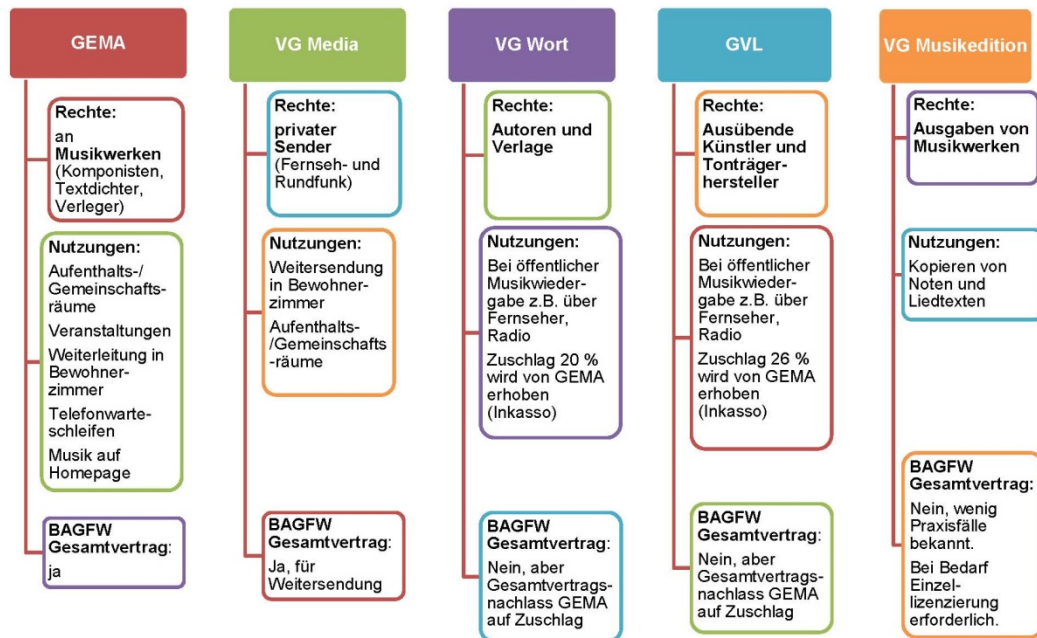 GEMA
Rechte:
an
Musikwerken
(Komponisten,
Textdichter,
Verleger)
Nutzungen:
Aufenthalts-/
Gemeinschafts-
räume
Veranstaltungen
Weiterleitung in
Bewohner-
zimmer
Telefonwarte-
schleifen
Musik auf
Homepage
BAGFW
Gesamtvertrag:
ja
VG Media
Rechte:
privater
Sender
(Fernseh- und
Rundfunk)
Nutzungen:
Weitersendung
in Bewohner-
zimmer
Aufenthalts-
/Gemeinschafts
-räume
BAGFW
Gesamtvertrag:
Ja, für
Weitersendung
VG Wort
Rechte:
Autoren und
Verlage
Nutzungen:
Bei öffentlicher
Musikwieder-
gabe z.B. über
Fernseher,
Radio
Zuschlag 20 %
wird von GEMA
erhoben
(Inkasso)
BAGFW
Gesamtvertrag:
Nein, aber
Gesamtvertrags-
nachlass GEMA
auf Zuschlag
GVL
Rechte:
Ausübende
Künstler und
Tonträger-
hersteller
Nutzungen:
Bei öffentlicher
Musikwieder-
gabe z.B. über
Fernseher,
Radio
Zuschlag 26 %
wird von GEMA
erhoben
(Inkasso)
BAGFW
Gesamtvertrag:
Nein, aber
Gesamtvertrags-
nachlass GEMA
auf Zuschlag
VG Musikedition
Rechte:
Ausgaben von
Musikwerken
Nutzungen:
Kopieren von
Noten und
Liedtexten
BAGFW
Gesamtvertrag:
Nein, wenig
Praxisfälle
bekannt.
Bei Bedarf
Einzel-
lizenzierung
erforderlich.